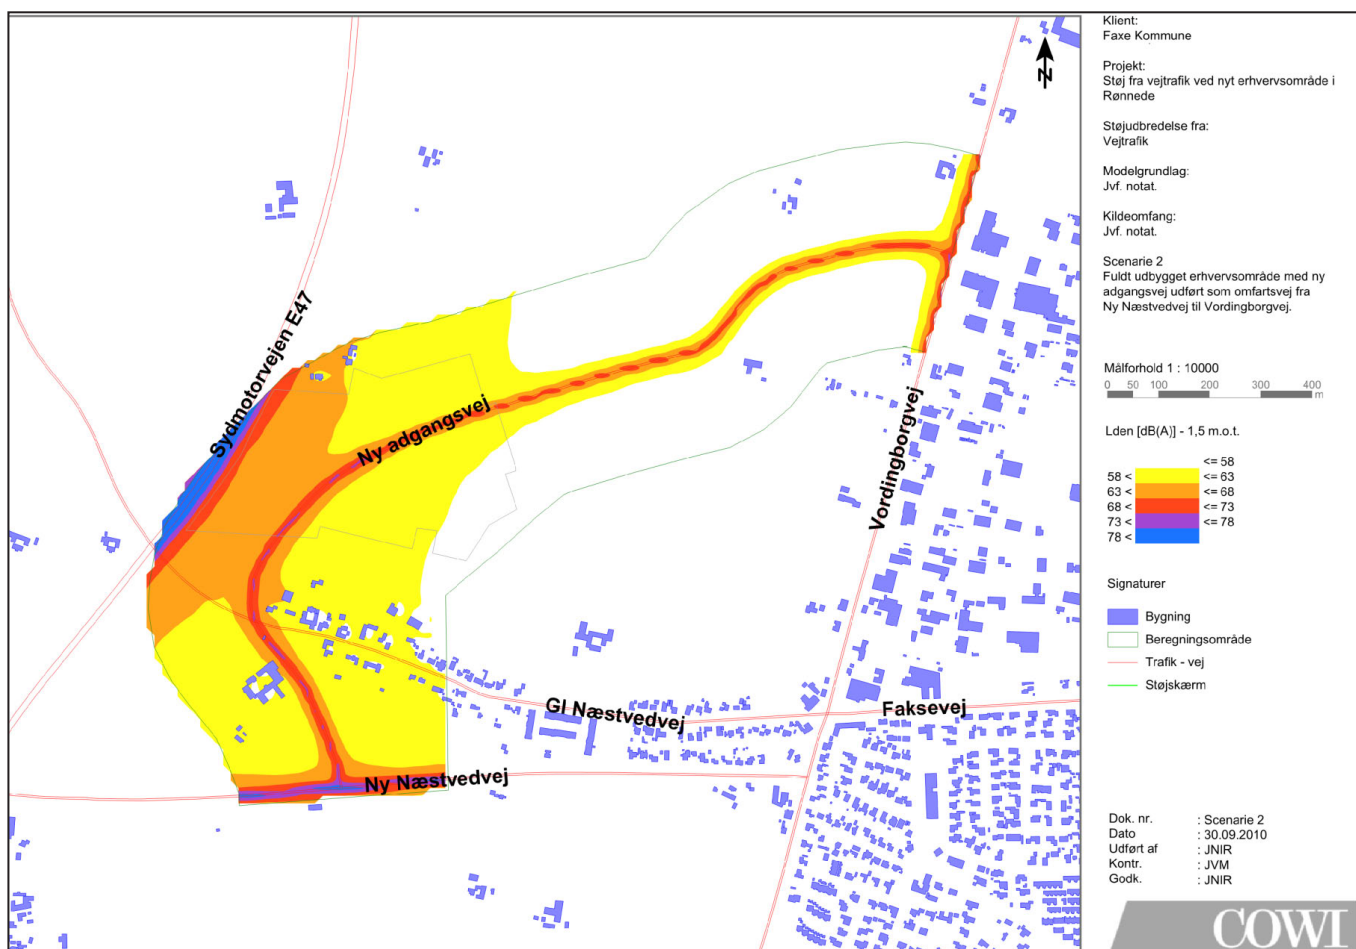 Klient:
Faxe Kommune
Projekt:
Støj fra vejtrafik ved nyt erhvervsområde i
Rønnede
Støjudbredelse fra:
Vejtrafik
Modelgrundlag:
Jvf. notat.
Kildeomfang:
Jvf. notat.
Scenarie 2
Fuldt udbygget erhvervsområde med ny
adgangsvej udført som omfartsvej fra
Ny Næstvedvej til Vordingborgvej.
Målforhold 1 : 10000
0 50 100 200 300 400
m
Lden [dB(A)] - 1,5 m.o.t.
<= 58
58 < <= 63
63 < <= 68
68 < <= 73
73 < <= 78
78 <
Signaturer
Bygning
Beregningsområde
Trafik - vej
Støjskærm
Dok. nr. : Scenarie 2
Dato : 30.09.2010
Udført af : JNIR
Kontr. : JVM
Godk. : JNIR
COWI
N
Sydmotorvejen E47
Ny adgangsvej
Vordingborgvej
Gl Næstvedvej
Faksevej
Ny Næstvedvej